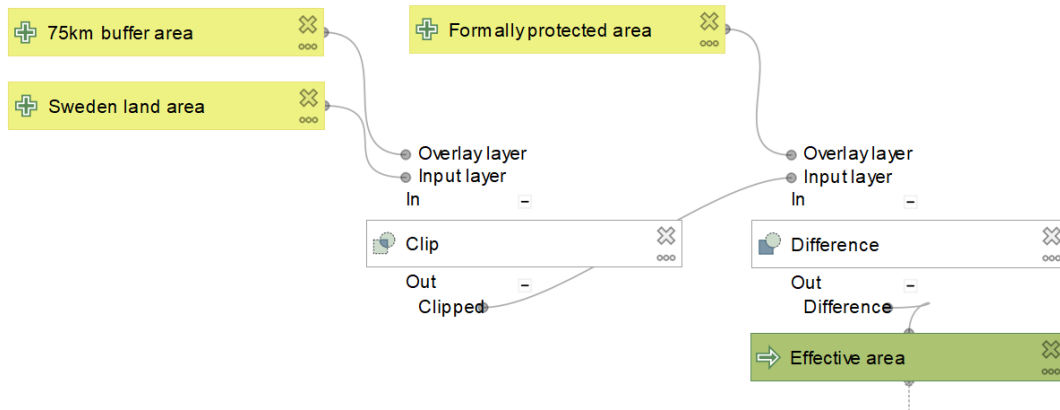 75km buffer area
Formally protected area
Sweden land area
Overlay layer
Input layer
In
Clip
Out
Clipped
Overlay layer
Input layer
In
Difference
Out
Difference
Effective area